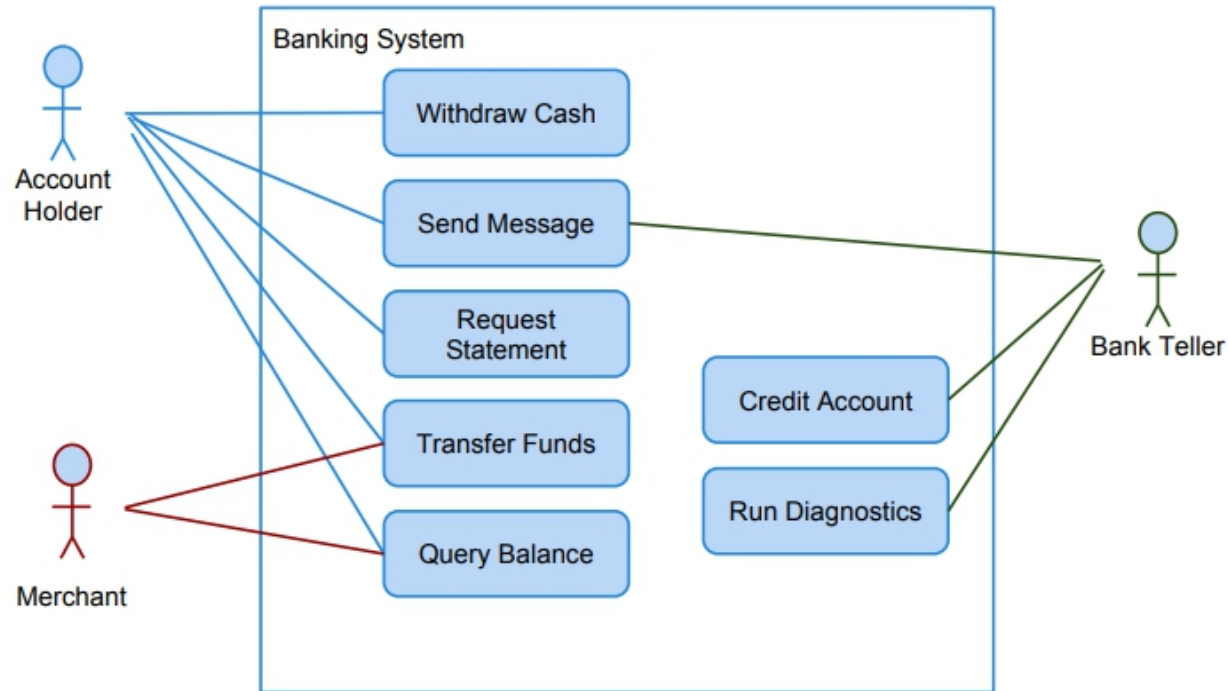 Banking System
Withdraw Cash
Account
Holder
Send Message
Request
Statement
Bank Teller
Credit Account
Transfer Funds
Run Diagnostics
Query Balance
Merchant